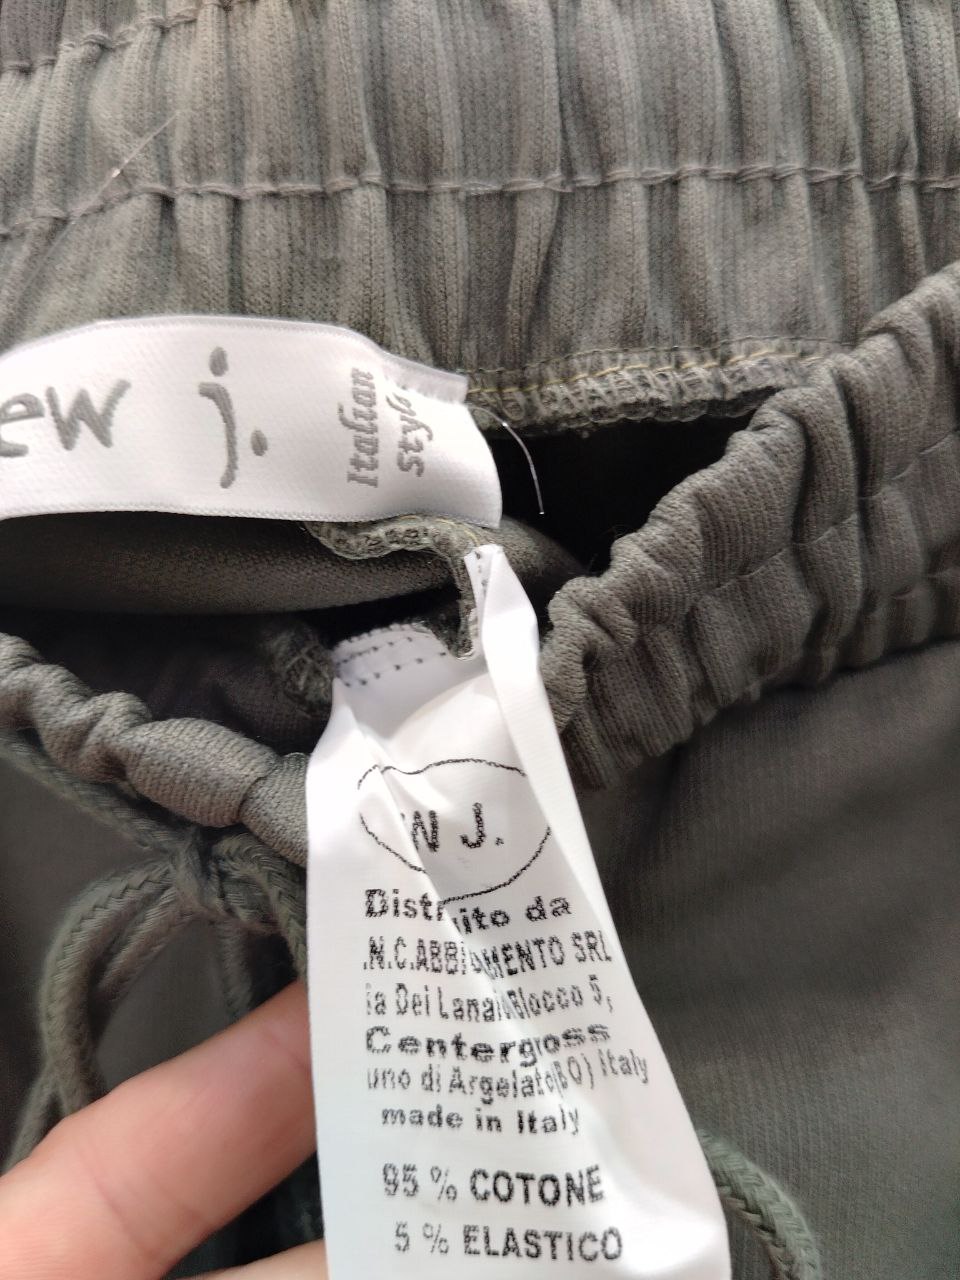 ew j.
Italian
style
N J.
Distr ito da
.N.C.ABBI MENTO SRL
ia Dei Lanai Blocco 5,
Centergross
uno di Argelato(BO) Italy
made in Italy
95 % COTONE
5 % ELASTICO